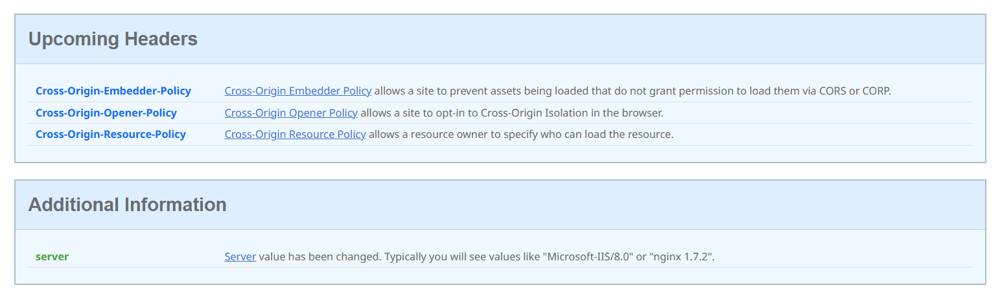 Upcoming Headers
Cross-Origin-Embedder-Policy Cross-Origin Embedder Policy allows a site to prevent assets being loaded that do not grant permission to load them via CORS or CORP.
Cross-Origin-Opener-Policy Cross-Origin Opener Policy allows a site to opt-in to Cross-Origin Isolation in the browser.
Cross-Origin-Resource-Policy Cross-Origin Resource Policy allows a resource owner to specify who can load the resource.
Additional Information
server Server value has been changed. Typically you will see values like "Microsoft-IIS/8.0" or "nginx 1.7.2".